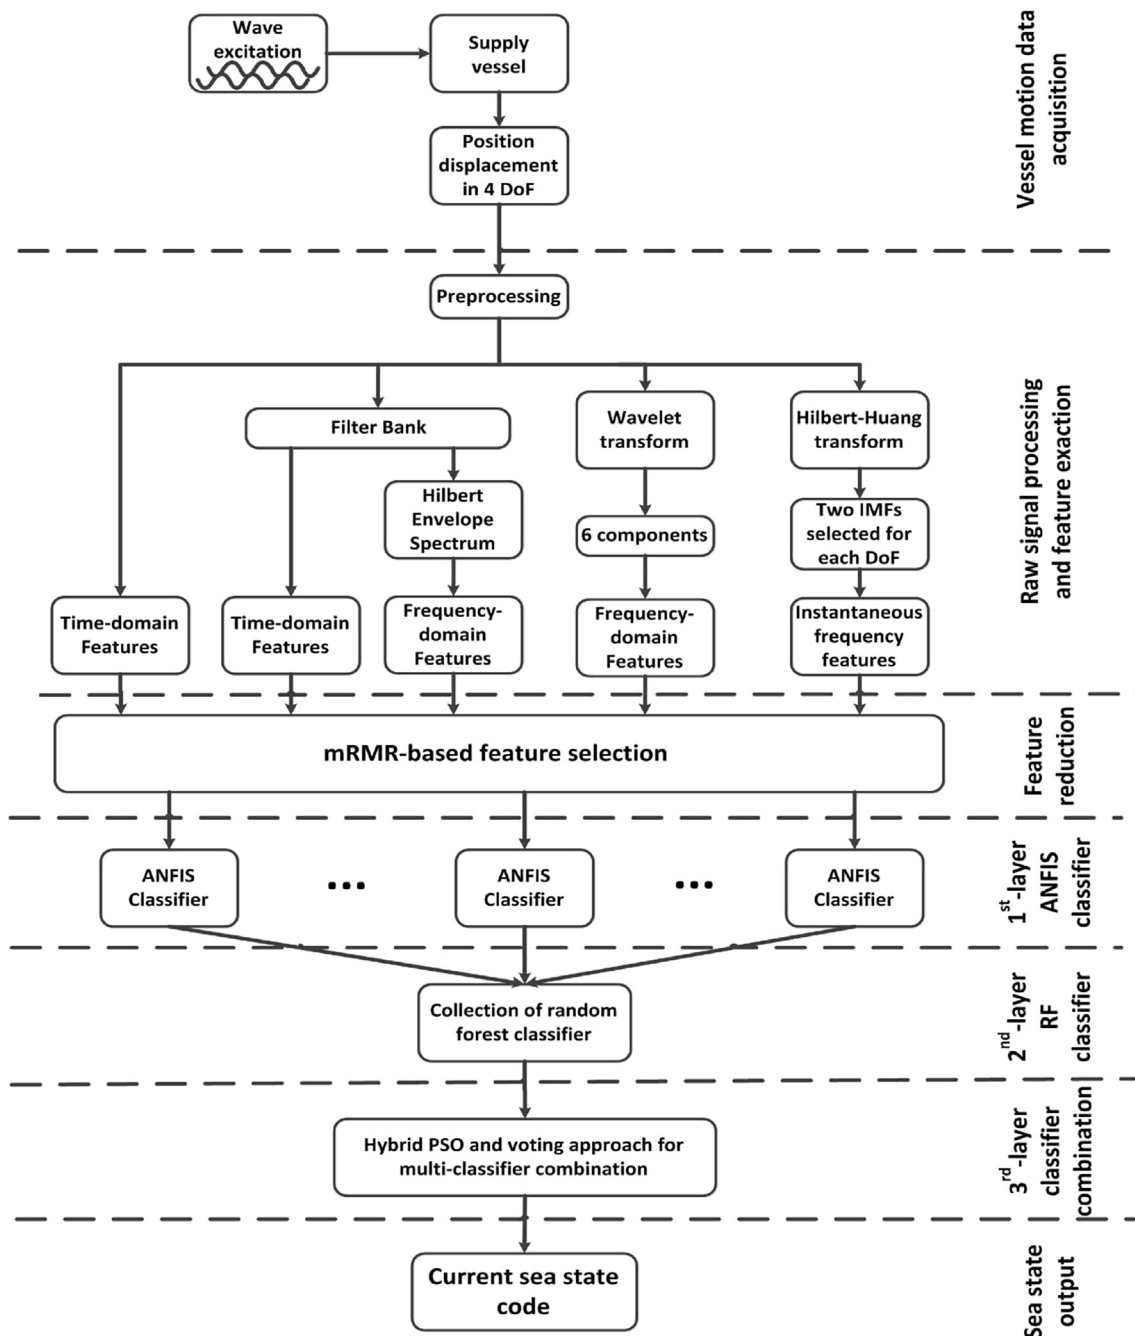 Wave
excitation
Supply
vessel
Position
displacement
in 4 DoF
Vessel motion data
acquisition
Preprocessing
Filter Bank
Wavelet
transform
Hilbert-Huang
transform
Hilbert
Envelope
Spectrum
6 components
Two IMFs
selected for
each DoF
Time-domain
Features
Time-domain
Features
Frequency-
domain
Features
Frequency-
domain
Features
Instantaneous
frequency
features
Raw signal processing
and feature exaction
mRMR-based feature selection
Feature
reduction
ANFIS
Classifier
...
ANFIS
Classifier
...
ANFIS
Classifier
1st-layer
ANFIS
classifier
Collection of random
forest classifier
2nd-layer
RF
classifier
Hybrid PSO and voting approach for
multi-classifier combination
3rd-layer
classifier
combination
Current sea state
code
Sea state
output